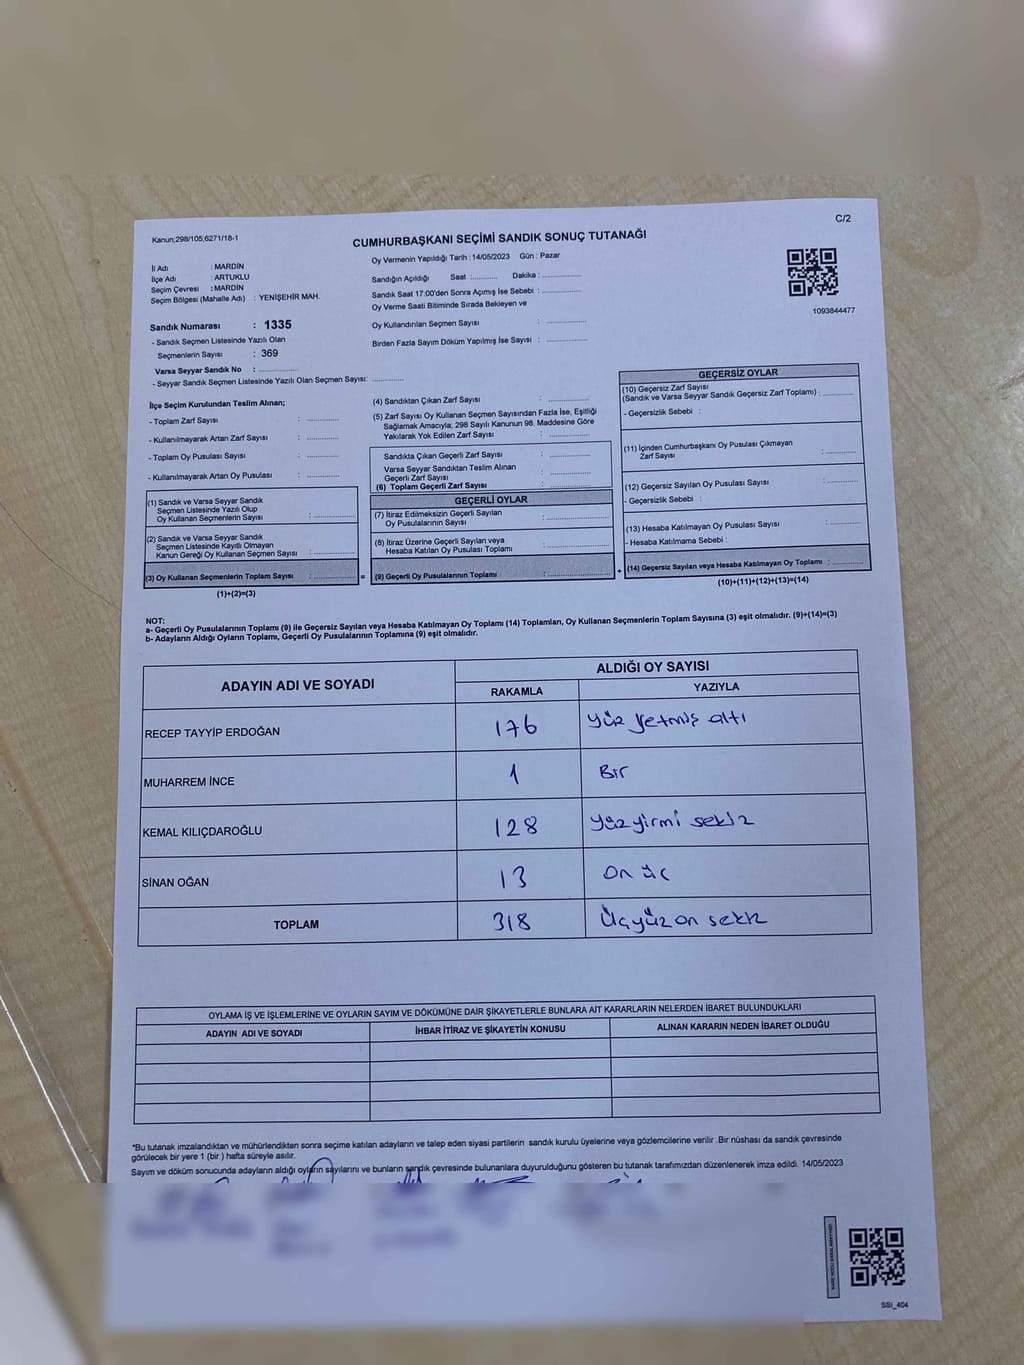 C/2
Kanun;298/105;6271/18-1
CUMHURBAŞKANI SEÇİMİ SANDIK SONUÇ TUTANAĞI
İl Adı : MARDİN
İlçe Adı : ARTUKLU
Seçim Çevresi : MARDİN
Seçim Bölgesi (Mahalle Adı) : YENİŞEHİR MAH.
Sandık Numarası : 1335
- Sandık Seçmen Listesinde Yazılı Olan
Seçmenlerin Sayısı : 369
Varsa Seyyar Sandık No : ............
- Seyyar Sandık Seçmen Listesinde Yazılı Olan Seçmen Sayısı: ............
Oy Vermenin Yapıldığı Tarih : 14/05/2023 Gün : Pazar
Sandığın Açıldığı Saat :............ Dakika : ............
Sandık Saat 17:00'den Sonra Açımış İse Sebebi : ............
Oy Verme Saati Bitiminde Sırada Bekleyen ve
Oy Kullandırılan Seçmen Sayısı : ............
Birden Fazla Sayım Döküm Yapılmış İse Sayısı : ............
1093844477
İlçe Seçim Kurulundan Teslim Alınan;
- Toplam Zarf Sayısı : ............
- Kullanılmayarak Artan Zarf Sayısı : ............
- Toplam Oy Pusulası Sayısı : ............
- Kullanılmayarak Artan Oy Pusulası : ............
(1) Sandık ve Varsa Seyyar Sandık
Seçmen Listesinde Yazılı Olup
Oy Kullanan Seçmenlerin Sayısı : ............
(2) Sandık ve Varsa Seyyar Sandık
Seçmen Listesinde Kayıtlı Olmayan
Kanun Gereği Oy Kullanan Seçmen Sayısı : ............
(3) Oy Kullanan Seçmenlerin Toplam Sayısı : ............ =
(1)+(2)=(3)
(4) Sandıktan Çıkan Zarf Sayısı : ............
(5) Zarf Sayısı Oy Kullanan Seçmen Sayısından Fazla İse, Eşitliği
Sağlamak Amacıyla, 298 Sayılı Kanunun 98. Maddesine Göre
Yakılarak Yok Edilen Zarf Sayısı : ............
Sandıkta Çıkan Geçerli Zarf Sayısı : ............
Varsa Seyyar Sandıktan Teslim Alınan
Geçerli Zarf Sayısı : ............
(6) Toplam Geçerli Zarf Sayısı : ............
GEÇERLİ OYLAR
(7) İtiraz Edilmeksizin Geçerli Sayılan
Oy Pusulalarının Sayısı : ............
(8) İtiraz Üzerine Geçerli Sayılan veya
Hesaba Katılan Oy Pusulası Toplamı : ............
(9) Geçerli Oy Pusulalarının Toplamı : ............ +
GEÇERSİZ OYLAR
(10) Geçersiz Zarf Sayısı
(Sandık ve Varsa Seyyar Sandık Geçersiz Zarf Toplamı) : ............
- Geçersizlik Sebebi :
(11) İçinden Cumhurbaşkanı Oy Pusulası Çıkmayan
Zarf Sayısı : ............
(12) Geçersiz Sayılan Oy Pusulası Sayısı : ............
- Geçersizlik Sebebi :
(13) Hesaba Katılmayan Oy Pusulası Sayısı : ............
- Hesaba Katılmama Sebebi :
(14) Geçersiz Sayılan veya Hesaba Katılmayan Oy Toplamı : ............
(10)+(11)+(12)+(13)=(14)
NOT:
a- Geçerli Oy Pusulalarının Toplamı (9) ile Geçersiz Sayılan veya Hesaba Katılmayan Oy Toplamı (14) Toplamları, Oy Kullanan Seçmenlerin Toplam Sayısına (3) eşit olmalıdır. (9)+(14)=(3)
b- Adayların Aldığı Oyların Toplamı, Geçerli Oy Pusulalarının Toplamına (9) eşit olmalıdır.
ADAYIN ADI VE SOYADI ALDIĞI OY SAYISI
RAKAMLA YAZIYLA
RECEP TAYYİP ERDOĞAN 176 Yüz Yetmiş altı
MUHARREM İNCE 1 Bir
KEMAL KILIÇDAROĞLU 128 Yüz yirmi sekiz
SİNAN OĞAN 13 On üç
TOPLAM 318 Üçyüz on sekiz
OYLAMA İŞ VE İŞLEMLERİNE VE OYLARIN SAYIM VE DÖKÜMÜNE DAİR ŞİKAYETLERLE BUNLARA AİT KARARLARIN NELERDEN İBARET BULUNDUKLARI
ADAYIN ADI VE SOYADI İHBAR İTİRAZ VE ŞİKAYETİN KONUSU ALINAN KARARIN NEDEN İBARET OLDUĞU
*Bu tutanak imzalandıktan ve mühürlendikten sonra seçime katılan adayların ve talep eden siyasi partilerin sandık kurulu üyelerine veya gözlemcilerine verilir .Bir nüshası da sandık çevresinde
görülecek bir yere 1 (bir ) hafta süreyle asılır.
Sayım ve döküm sonucunda adayların aldığı oyların sayılarını ve bunların sandık çevresinde bulunanlara duyurulduğunu gösteren bu tutanak tarafımızdan düzenlenerek imza edildi. 14/05/2023
SSI_404